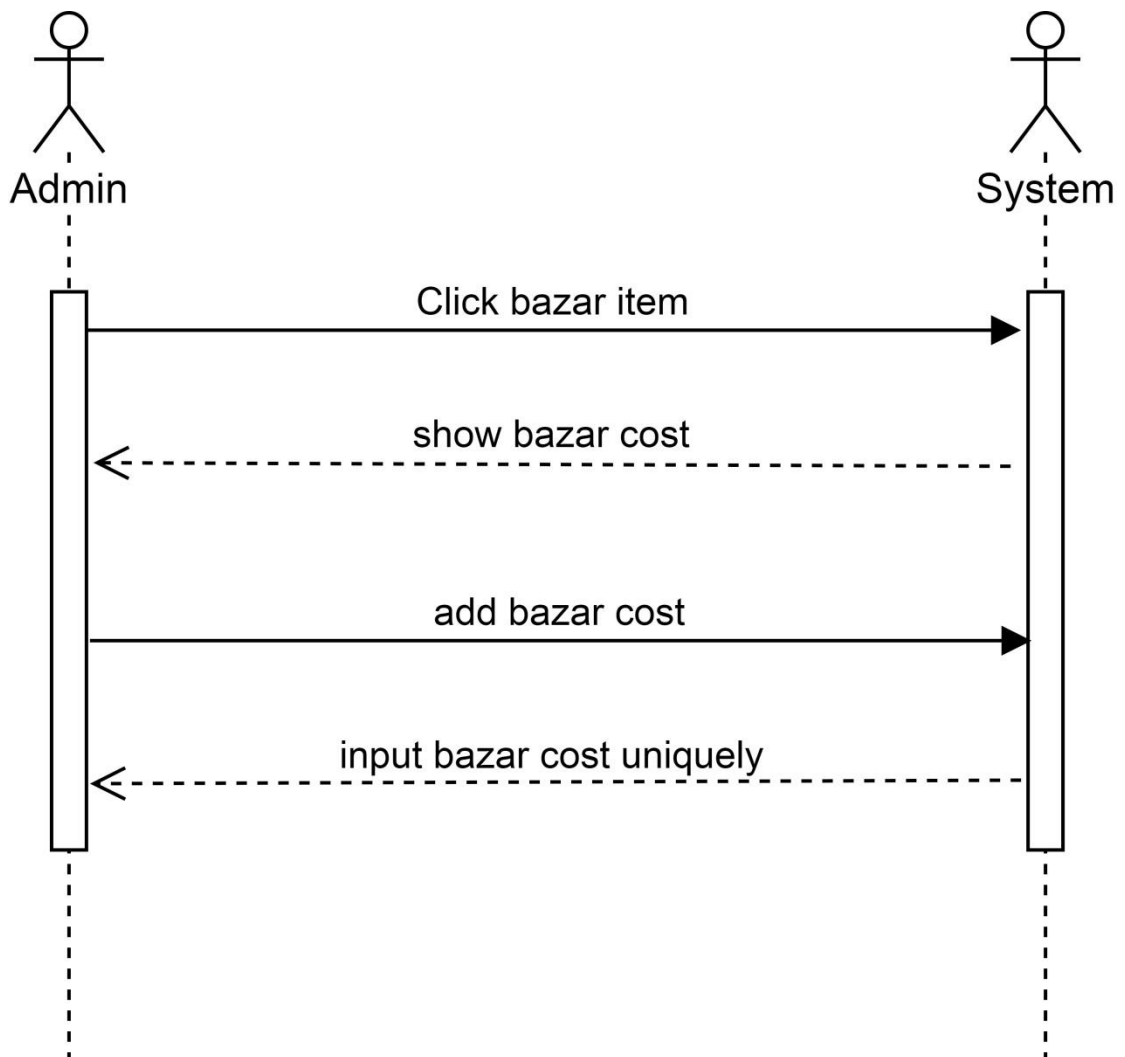 Admin
System
Click bazar item
show bazar cost
add bazar cost
input bazar cost uniquely